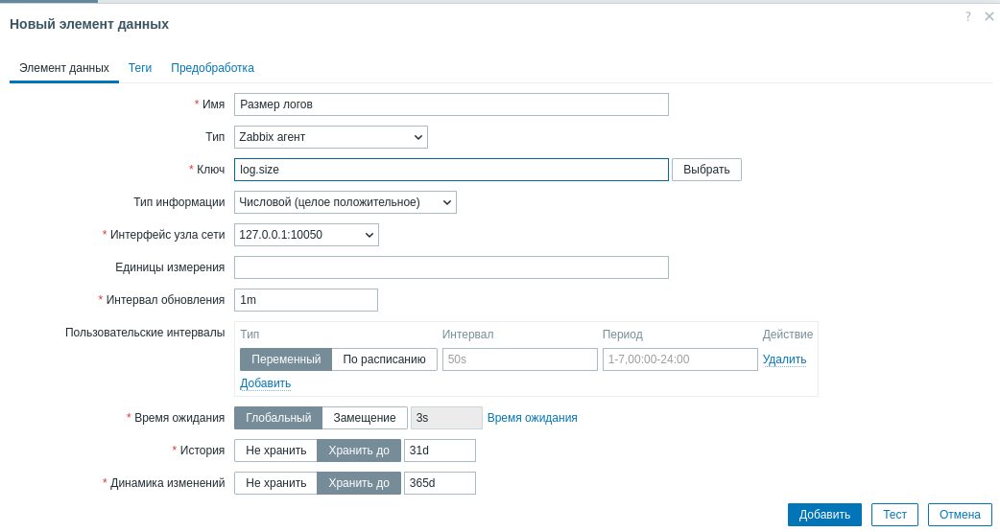 Новый элемент данных
?
Элемент данных Теги Предобработка
* Имя Размер логов
Тип Zabbix агент
* Ключ log.size Выбрать
Тип информации Числовой (целое положительное)
* Интерфейс узла сети 127.0.0.1:10050
Единицы измерения
* Интервал обновления 1m
Пользовательские интервалы Тип Интервал Период Действие
Переменный По расписанию 50s 1-7,00:00-24:00 Удалить
Добавить
* Время ожидания Глобальный Замещение 3s Время ожидания
* История Не хранить Хранить до 31d
* Динамика изменений Не хранить Хранить до 365d
Добавить Тест Отмена